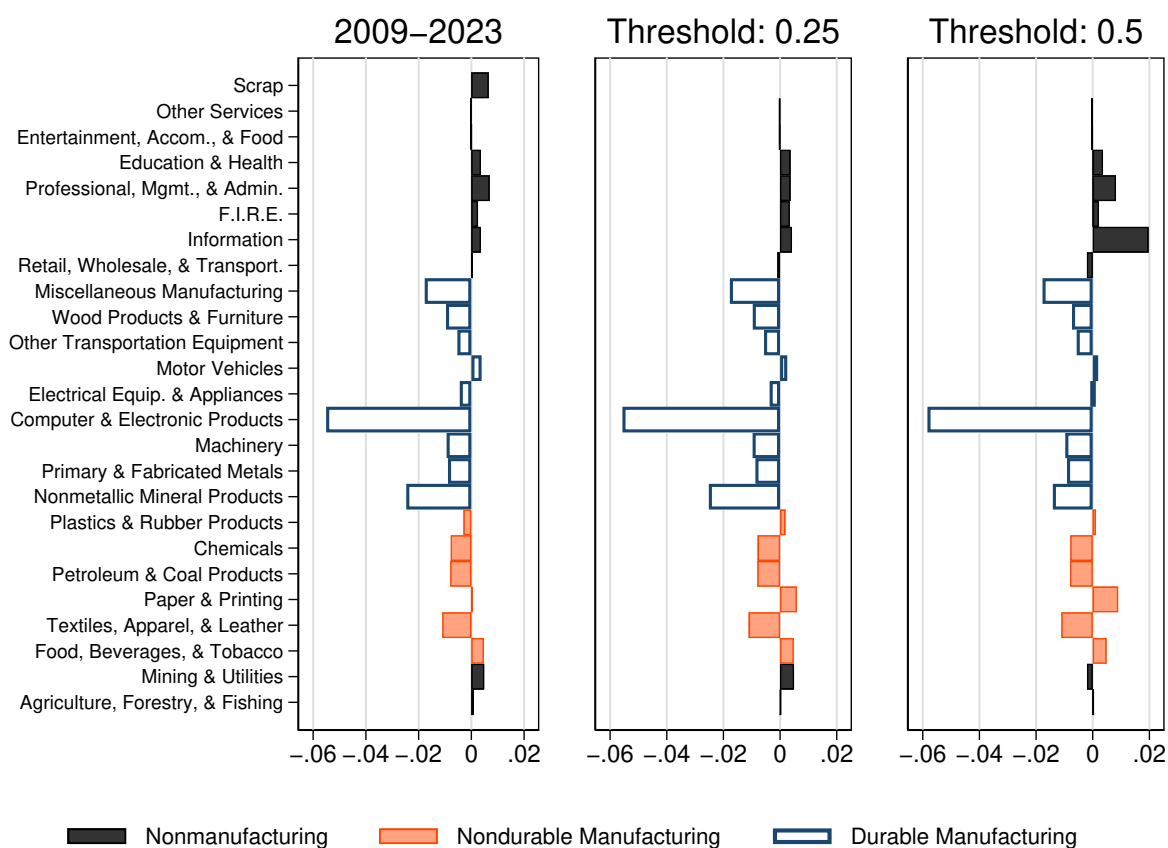 2009−2023 Threshold: 0.25 Threshold: 0.5
Scrap
Other Services
Entertainment, Accom., & Food
Education & Health
Professional, Mgmt., & Admin.
F.I.R.E.
Information
Retail, Wholesale, & Transport.
Miscellaneous Manufacturing
Wood Products & Furniture
Other Transportation Equipment
Motor Vehicles
Electrical Equip. & Appliances
Computer & Electronic Products
Machinery
Primary & Fabricated Metals
Nonmetallic Mineral Products
Plastics & Rubber Products
Chemicals
Petroleum & Coal Products
Paper & Printing
Textiles, Apparel, & Leather
Food, Beverages, & Tobacco
Mining & Utilities
Agriculture, Forestry, & Fishing
−.06 −.04 −.02 0 .02 −.06 −.04 −.02 0 .02 −.06 −.04 −.02 0 .02
Nonmanufacturing Nondurable Manufacturing Durable Manufacturing